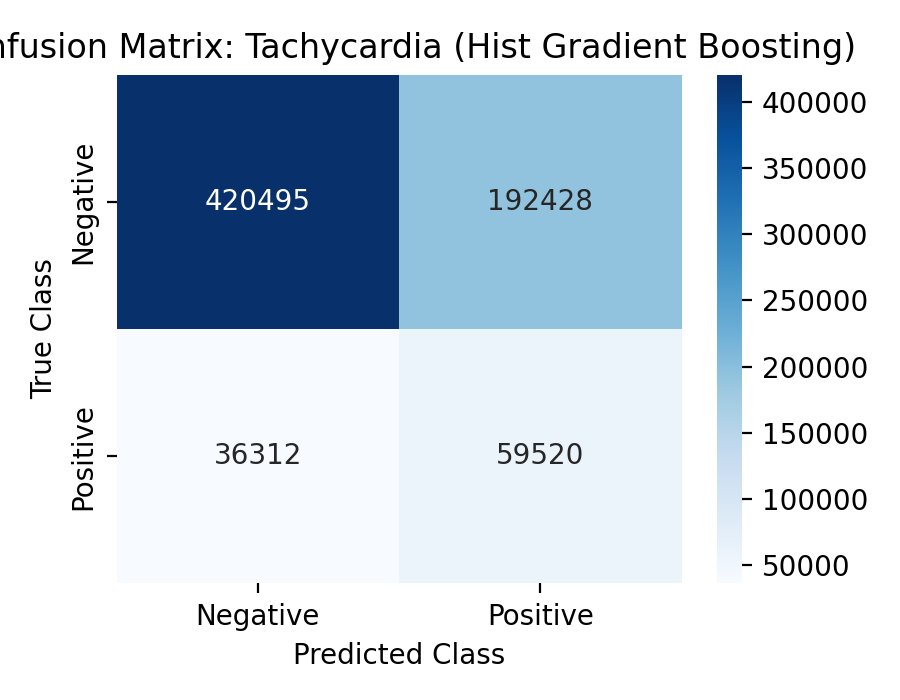 nfusion Matrix: Tachycardia (Hist Gradient Boosting)
True Class
Negative
Positive
420495 192428
36312 59520
Negative Positive
Predicted Class
400000
350000
300000
250000
200000
150000
100000
50000